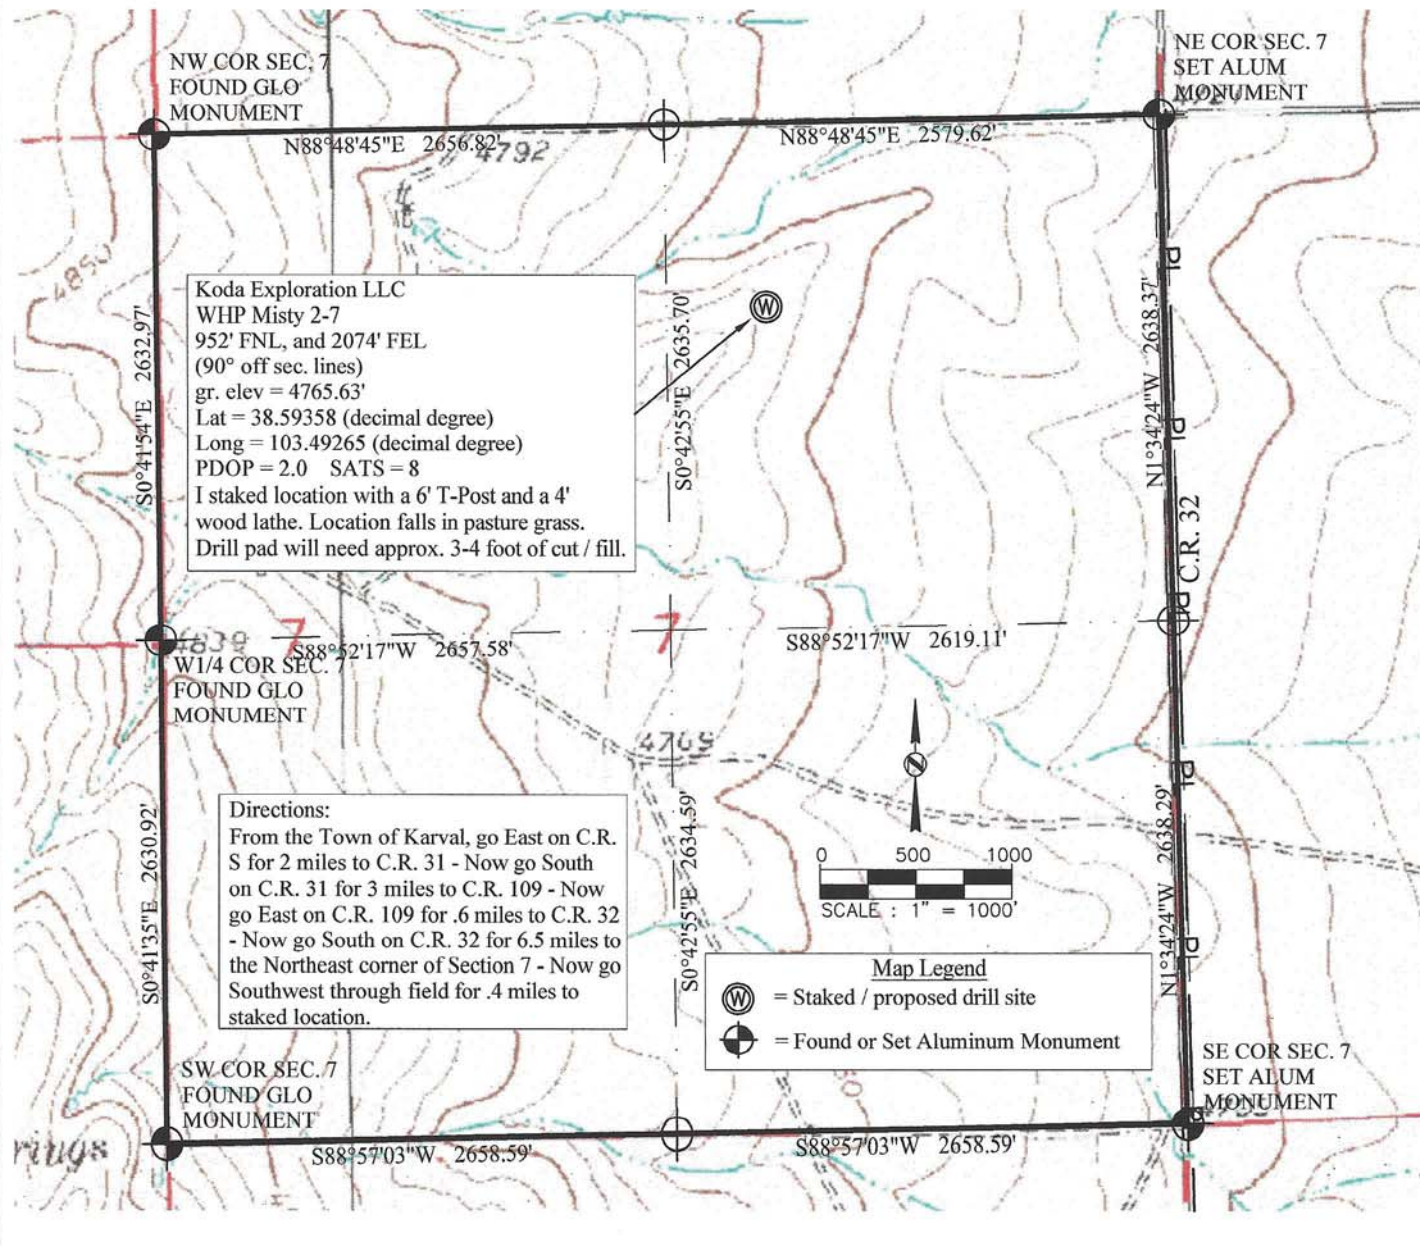 NW COR SEC. 7
FOUND GLO
MONUMENT
NE COR SEC. 7
SET ALUM
MONUMENT
N88°48'45"E 2656.82'
N88°48'45"E 2579.62'
4792
4850
S0°41'54"E 2632.97'
Koda Exploration LLC
WHP Misty 2-7
952' FNL, and 2074' FEL
(90° off sec. lines)
gr. elev = 4765.63'
Lat = 38.59358 (decimal degree)
Long = 103.49265 (decimal degree)
PDOP = 2.0 SATS = 8
I staked location with a 6' T-Post and a 4'
wood lathe. Location falls in pasture grass.
Drill pad will need approx. 3-4 foot of cut / fill.
W
S0°42'55"E 2635.70'
N1°34'24"W 2638.37'
PL
PL
C.R. 32
PL
4839
7
7
S88°52'17"W 2657.58'
S88°52'17"W 2619.11'
W1/4 COR SEC. 7
FOUND GLO
MONUMENT
4769
N
PL
Directions:
From the Town of Karval, go East on C.R.
S for 2 miles to C.R. 31 - Now go South
on C.R. 31 for 3 miles to C.R. 109 - Now
go East on C.R. 109 for .6 miles to C.R. 32
- Now go South on C.R. 32 for 6.5 miles to
the Northeast corner of Section 7 - Now go
Southwest through field for .4 miles to
staked location.
S0°41'35"E 2630.92'
S0°42'55"E 2634.59'
N1°34'24"W 2638.29'
0 500 1000
SCALE : 1" = 1000'
PL
Map Legend
W = Staked / proposed drill site
= Found or Set Aluminum Monument
SW COR SEC. 7
FOUND GLO
MONUMENT
SE COR SEC. 7
SET ALUM
MONUMENT
rings
S88°57'03"W 2658.59'
S88°57'03"W 2658.59'